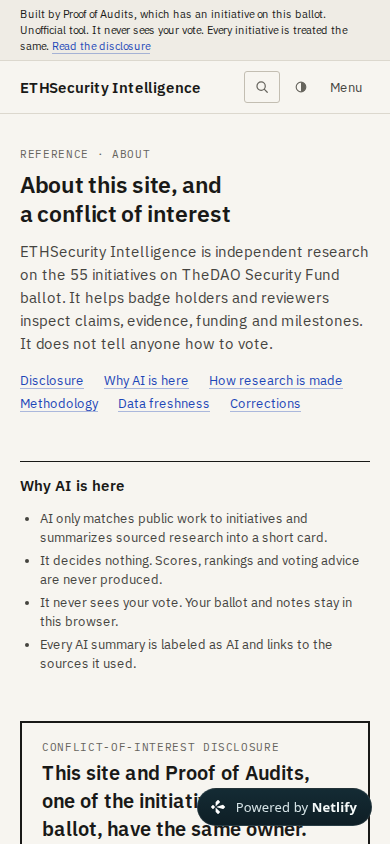 Built by Proof of Audits, which has an initiative on this ballot.
Unofficial tool. It never sees your vote. Every initiative is treated the
same. Read the disclosure
ETHSecurity Intelligence
Menu
REFERENCE · ABOUT
About this site, and
a conflict of interest
ETHSecurity Intelligence is independent research
on the 55 initiatives on TheDAO Security Fund
ballot. It helps badge holders and reviewers
inspect claims, evidence, funding and milestones.
It does not tell anyone how to vote.
Disclosure Why AI is here How research is made
Methodology Data freshness Corrections
Why AI is here
• AI only matches public work to initiatives and
summarizes sourced research into a short card.
• It decides nothing. Scores, rankings and voting advice
are never produced.
• It never sees your vote. Your ballot and notes stay in
this browser.
• Every AI summary is labeled as AI and links to the
sources it used.
CONFLICT-OF-INTEREST DISCLOSURE
This site and Proof of Audits,
one of the initiati
ballot, have the same owner.
Powered by Netlify